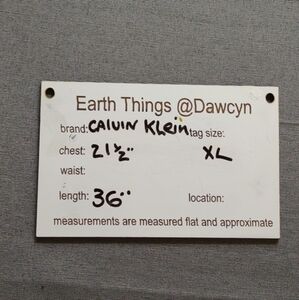 Earth Things @Dawcyn
brand: CALVIN Klein tag size:
chest: 21½" XL
waist:
length: 36" location:
measurements are measured flat and approximate